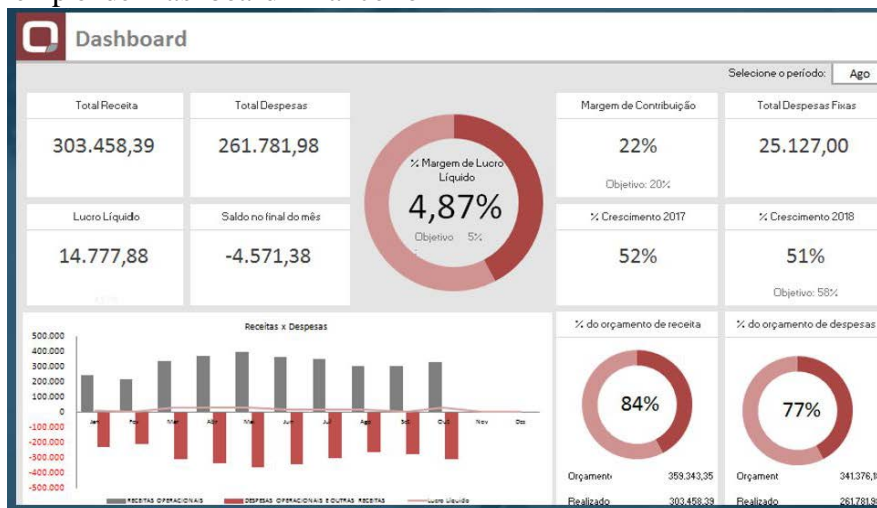 Dashboard
Selecione o período: Ago
Total Receita
303.458,39
Total Despesas
261.781,98
% Margem de Lucro
Líquido
4,87%
Objetivo 5%
Margem de Contribuição
22%
Objetivo: 20%
Total Despesas Fixas
25.127,00
Lucro Líquido
14.777,88
Saldo no final do mês
-4.571,38
% Crescimento 2017
52%
% Crescimento 2018
51%
Objetivo: 58%
Receitas x Despesas
500.000
400.000
300.000
200.000
100.000
0
-100.000
-200.000
-300.000
-400.000
-500.000
Jan Fev Mar Abr Mai Jun Jul Ago Set Out Nov Dez
RECEITAS OPERACIONAIS DESPESAS OPERACIONAIS E OUTRAS RECEITAS Lucro Líquido
% do orçamento de receita
84%
Orçament 359.343,35
Realizado 303.458,39
% do orçamento de despesas
77%
Orçament 341.376,1
Realizado 261.781,98